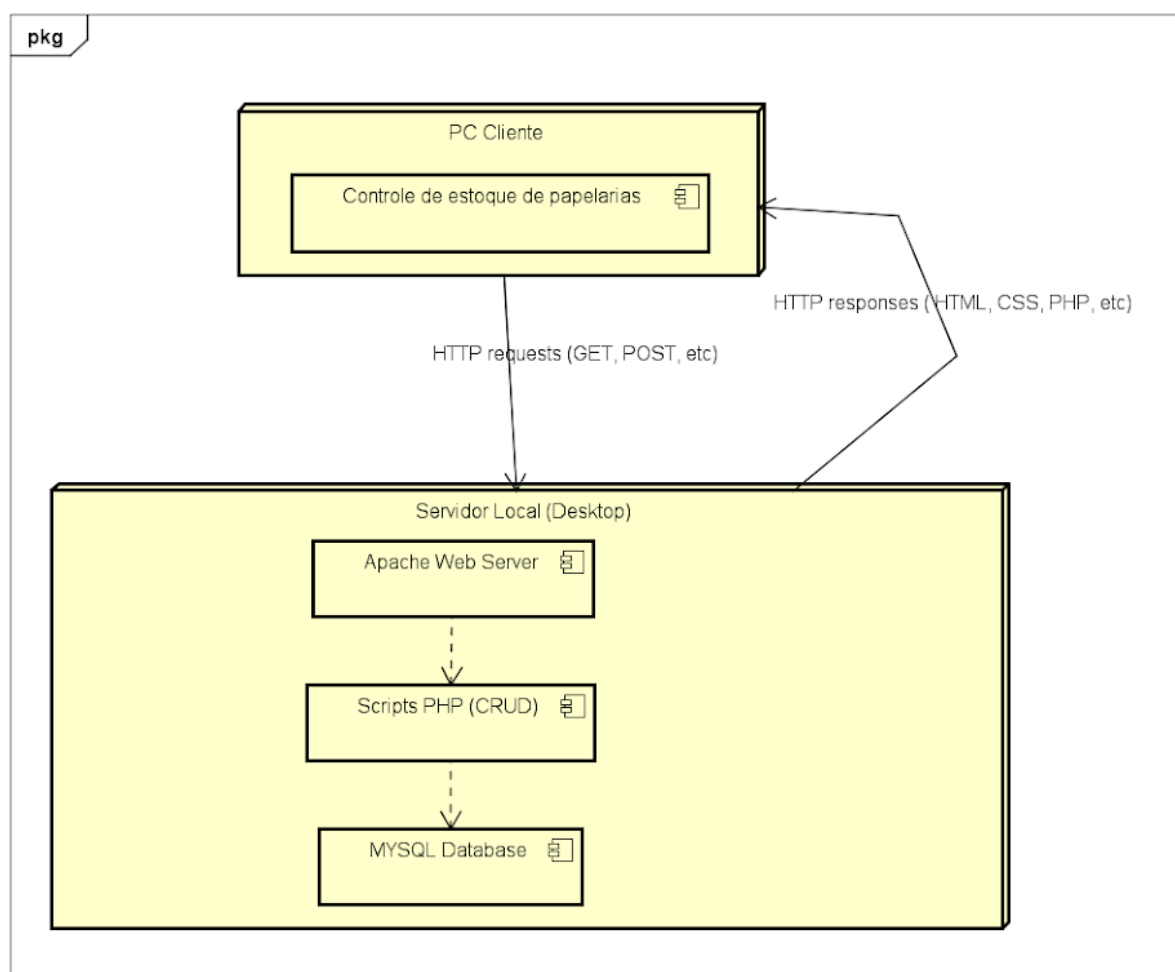 pkg
PC Cliente
Controle de estoque de papelarias
HTTP responses ( HTML, CSS, PHP, etc)
HTTP requests (GET, POST, etc)
Servidor Local (Desktop)
Apache Web Server
Scripts PHP (CRUD)
MYSQL Database